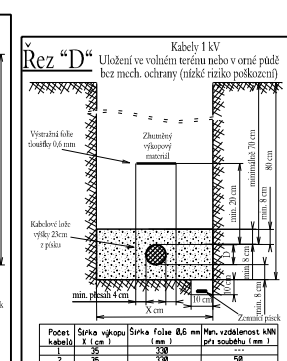 Řez "D"
Kabely 1 kV
Uložení ve volném terénu nebo v orné půdě
bez mech. ochrany (nízké riziko poškození)
Výstražná folie
tloušťky 0,6 mm
Zhutněný
výkopový
materiál
minimálně 70 cm
80 cm
min. 20 cm
min. 8 cm
Kabelové lože
výšky 23cm
z písku
D
min. 8 cm
10 cm
min. 8 cm
min. přesah 4 cm
10 cm
X cm
Zemnící pásek
Počet Šířka výkopu Šířka folie 0,6 mm Min. vzdálenost kNN
kabelů X ( cm ) ( mm ) při souběhu ( mm )
1 35 330 ---
2 35 330 50